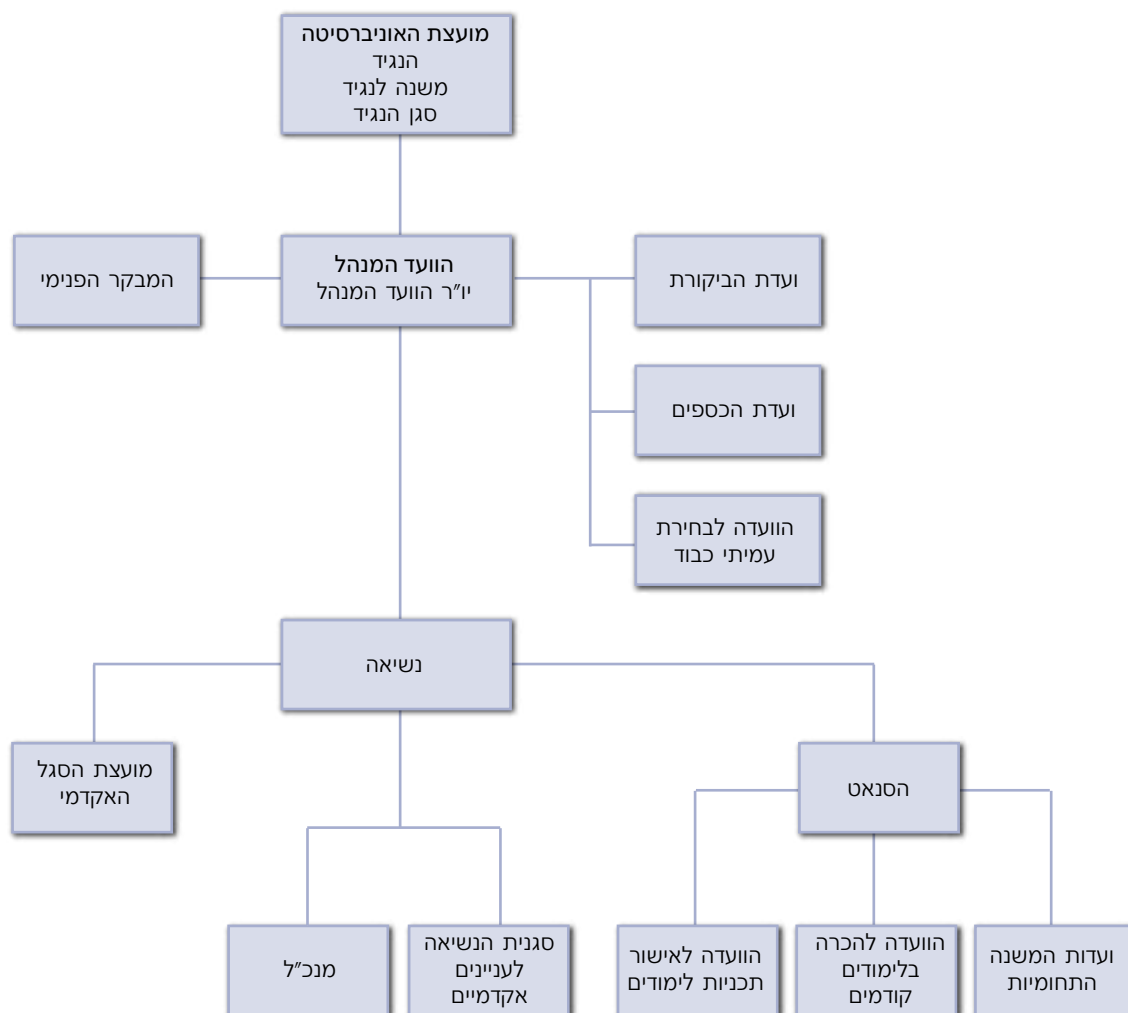 מועצת האוניברסיטה
הנגיד
משנה לנגיד
סגן הנגיד
ועדת הביקורת
הוועד המנהל
יו"ר הוועד המנהל
המבקר הפנימי
ועדת הכספים
הוועדה לבחירת
עמיתי כבוד
נשיאה
הסנאט
מועצת הסגל
האקדמי
ועדות המשנה
התחומיות
הוועדה להכרה
בלימודים
קודמים
הוועדה לאישור
תכניות לימודים
סגנית הנשיאה
לעניינים
אקדמיים
מנכ"ל